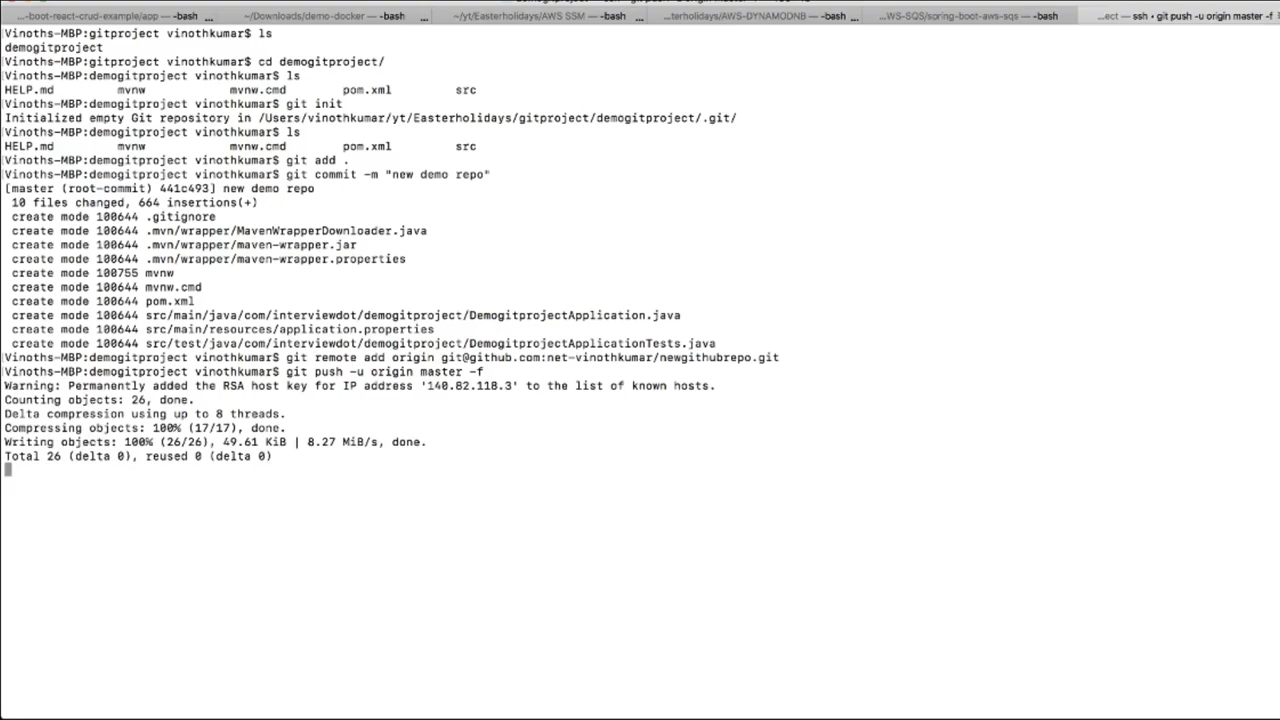 ...-boot-react-crud-example/app — -bash ... ~/Downloads/demo-docker — -bash ... ~/yt/Easterholidays/AWS SSM — -bash ... ...terholidays/AWS-DYNAMODNB — -bash ... ...WS-SQS/spring-boot-aws-sqs — -bash ...ect — ssh • git push -u origin master -f
Vinoths-MBP:gitproject vinothkumar$ ls
demogitproject
Vinoths-MBP:gitproject vinothkumar$ cd demogitproject/
Vinoths-MBP:demogitproject vinothkumar$ ls
HELP.md mvnw mvnw.cmd pom.xml src
Vinoths-MBP:demogitproject vinothkumar$ git init
Initialized empty Git repository in /Users/vinothkumar/yt/Easterholidays/gitproject/demogitproject/.git/
Vinoths-MBP:demogitproject vinothkumar$ ls
HELP.md mvnw mvnw.cmd pom.xml src
Vinoths-MBP:demogitproject vinothkumar$ git add .
Vinoths-MBP:demogitproject vinothkumar$ git commit -m "new demo repo"
[master (root-commit) 441c493] new demo repo
10 files changed, 664 insertions(+)
create mode 100644 .gitignore
create mode 100644 .mvn/wrapper/MavenWrapperDownloader.java
create mode 100644 .mvn/wrapper/maven-wrapper.jar
create mode 100644 .mvn/wrapper/maven-wrapper.properties
create mode 100755 mvnw
create mode 100644 mvnw.cmd
create mode 100644 pom.xml
create mode 100644 src/main/java/com/interviewdot/demogitproject/DemogitprojectApplication.java
create mode 100644 src/main/resources/application.properties
create mode 100644 src/test/java/com/interviewdot/demogitproject/DemogitprojectApplicationTests.java
Vinoths-MBP:demogitproject vinothkumar$ git remote add origin git@github.com:net-vinothkumar/newgithubrepo.git
Vinoths-MBP:demogitproject vinothkumar$ git push -u origin master -f
Warning: Permanently added the RSA host key for IP address '140.82.118.3' to the list of known hosts.
Counting objects: 26, done.
Delta compression using up to 8 threads.
Compressing objects: 100% (17/17), done.
Writing objects: 100% (26/26), 49.61 KiB | 8.27 MiB/s, done.
Total 26 (delta 0), reused 0 (delta 0)